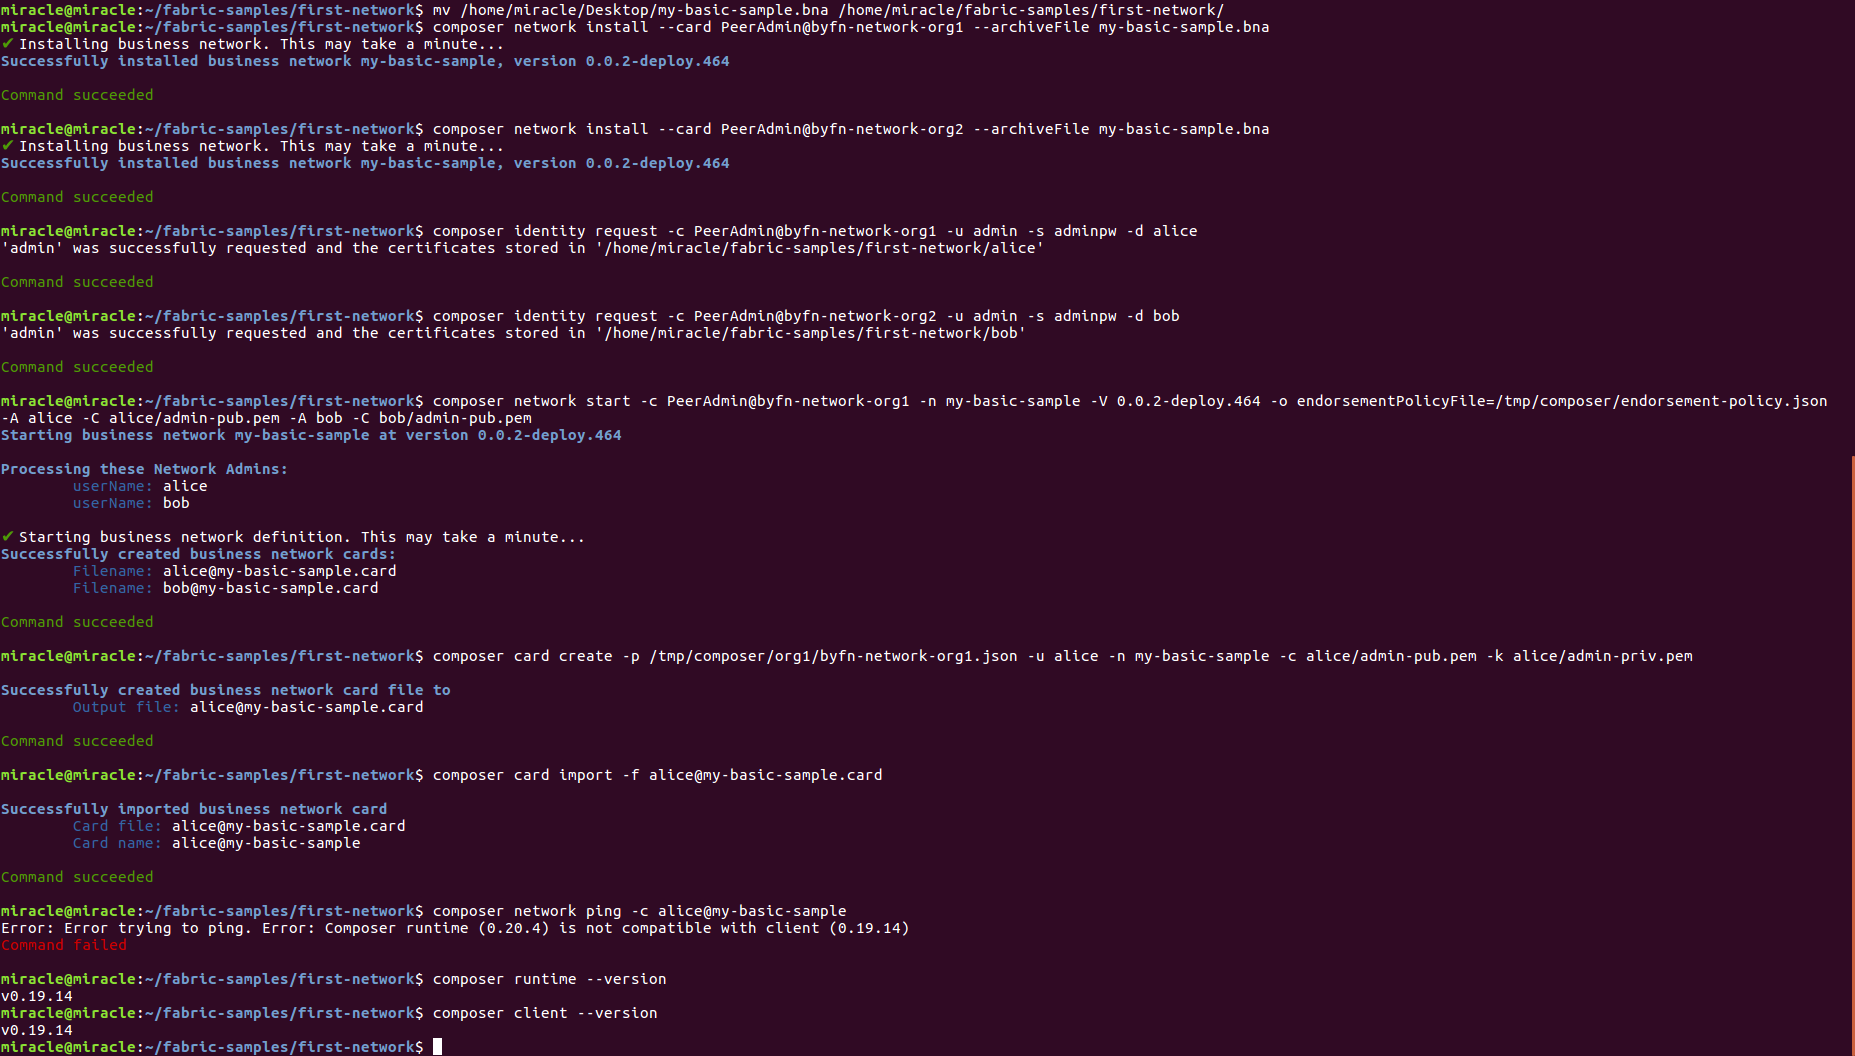 miracle@miracle:~/fabric-samples/first-network$ mv /home/miracle/Desktop/my-basic-sample.bna /home/miracle/fabric-samples/first-network/
miracle@miracle:~/fabric-samples/first-network$ composer network install --card PeerAdmin@byfn-network-org1 --archiveFile my-basic-sample.bna
✔ Installing business network. This may take a minute...
Successfully installed business network my-basic-sample, version 0.0.2-deploy.464
Command succeeded
miracle@miracle:~/fabric-samples/first-network$ composer network install --card PeerAdmin@byfn-network-org2 --archiveFile my-basic-sample.bna
✔ Installing business network. This may take a minute...
Successfully installed business network my-basic-sample, version 0.0.2-deploy.464
Command succeeded
miracle@miracle:~/fabric-samples/first-network$ composer identity request -c PeerAdmin@byfn-network-org1 -u admin -s adminpw -d alice
'admin' was successfully requested and the certificates stored in '/home/miracle/fabric-samples/first-network/alice'
Command succeeded
miracle@miracle:~/fabric-samples/first-network$ composer identity request -c PeerAdmin@byfn-network-org2 -u admin -s adminpw -d bob
'admin' was successfully requested and the certificates stored in '/home/miracle/fabric-samples/first-network/bob'
Command succeeded
miracle@miracle:~/fabric-samples/first-network$ composer network start -c PeerAdmin@byfn-network-org1 -n my-basic-sample -V 0.0.2-deploy.464 -o endorsementPolicyFile=/tmp/composer/endorsement-policy.json
-A alice -C alice/admin-pub.pem -A bob -C bob/admin-pub.pem
Starting business network my-basic-sample at version 0.0.2-deploy.464
Processing these Network Admins:
userName: alice
userName: bob
✔ Starting business network definition. This may take a minute...
Successfully created business network cards:
Filename: alice@my-basic-sample.card
Filename: bob@my-basic-sample.card
Command succeeded
miracle@miracle:~/fabric-samples/first-network$ composer card create -p /tmp/composer/org1/byfn-network-org1.json -u alice -n my-basic-sample -c alice/admin-pub.pem -k alice/admin-priv.pem
Successfully created business network card file to
Output file: alice@my-basic-sample.card
Command succeeded
miracle@miracle:~/fabric-samples/first-network$ composer card import -f alice@my-basic-sample.card
Successfully imported business network card
Card file: alice@my-basic-sample.card
Card name: alice@my-basic-sample
Command succeeded
miracle@miracle:~/fabric-samples/first-network$ composer network ping -c alice@my-basic-sample
Error: Error trying to ping. Error: Composer runtime (0.20.4) is not compatible with client (0.19.14)
Command failed
miracle@miracle:~/fabric-samples/first-network$ composer runtime --version
v0.19.14
miracle@miracle:~/fabric-samples/first-network$ composer client --version
v0.19.14
miracle@miracle:~/fabric-samples/first-network$